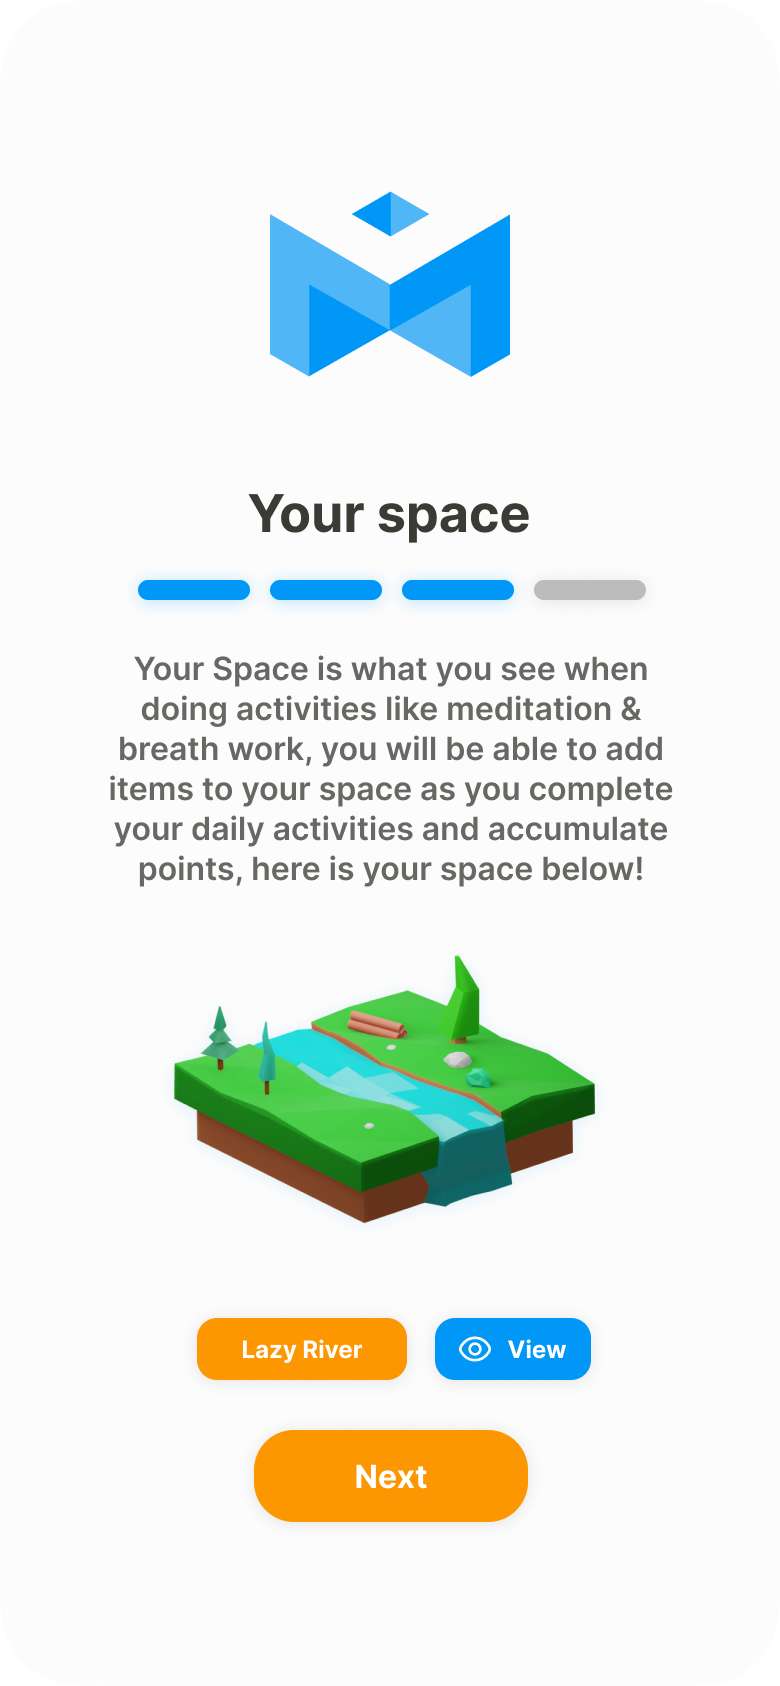 Your space
Your Space is what you see when
doing activities like meditation &
breath work, you will be able to add
items to your space as you complete
your daily activities and accumulate
points, here is your space below!
Lazy River
View
Next